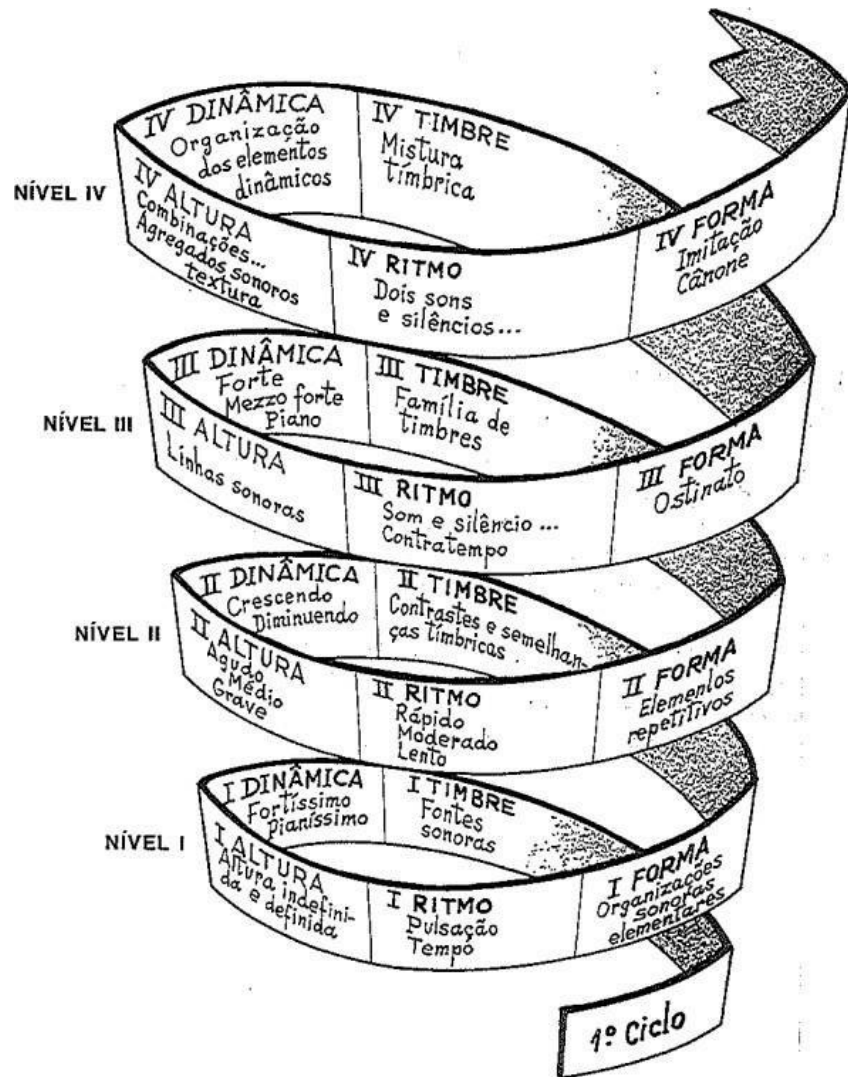 IV DINÂMICA
Organização
dos elementos
dinâmicos
IV TIMBRE
Mistura
tímbrica
NÍVEL IV
IV ALTURA
Combinações...
Agregados sonoros
textura
IV RITMO
Dois sons
e silêncios...
IV FORMA
Imitação
Cânone
III DINÂMICA
Forte
Mezzo forte
Piano
III TIMBRE
Família de
timbres
NÍVEL III
III ALTURA
Linhas sonoras
III RITMO
Som e silêncio ...
Contratempo
III FORMA
Ostinato
II DINÂMICA
Crescendo
Diminuendo
II TIMBRE
Contrastes e semelhan-
ças tímbricas
NÍVEL II
II ALTURA
Agudo
Médio
Grave
II RITMO
Rápido
Moderado
Lento
II FORMA
Elementos
repetitivos
I DINÂMICA
Fortíssimo
Pianíssimo
I TIMBRE
Fontes
sonoras
NÍVEL I
I ALTURA
Altura indefini-
da e definida
I RITMO
Pulsação
Tempo
I FORMA
Organizações
sonoras
elementares
1º Ciclo